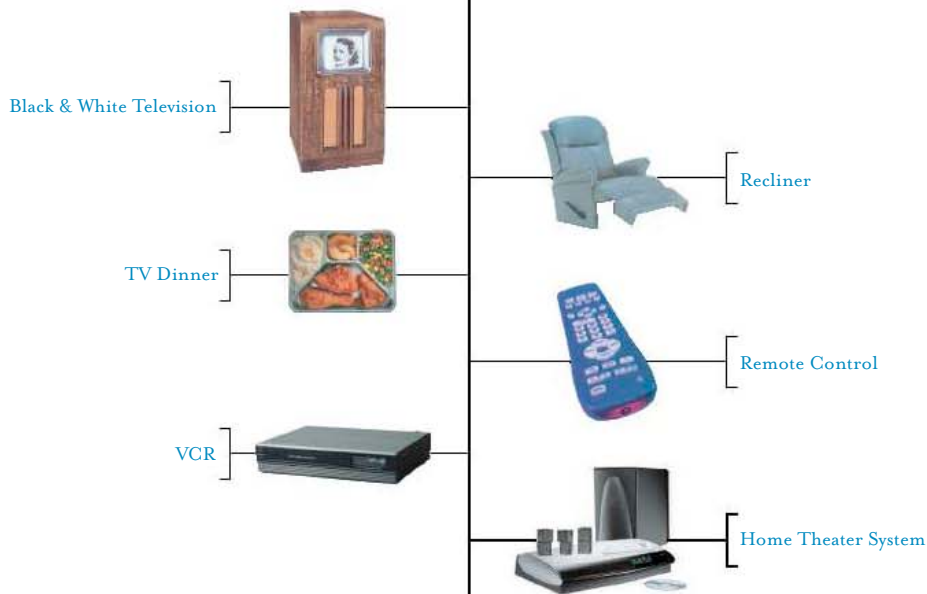 Black & White Television
Recliner
TV Dinner
Remote Control
VCR
Home Theater System